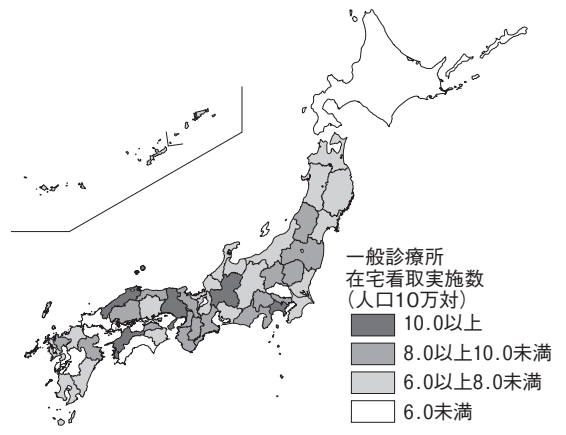 一般診療所
在宅看取実施数
(人口10万対)
10.0以上
8.0以上10.0未満
6.0以上8.0未満
6.0未満